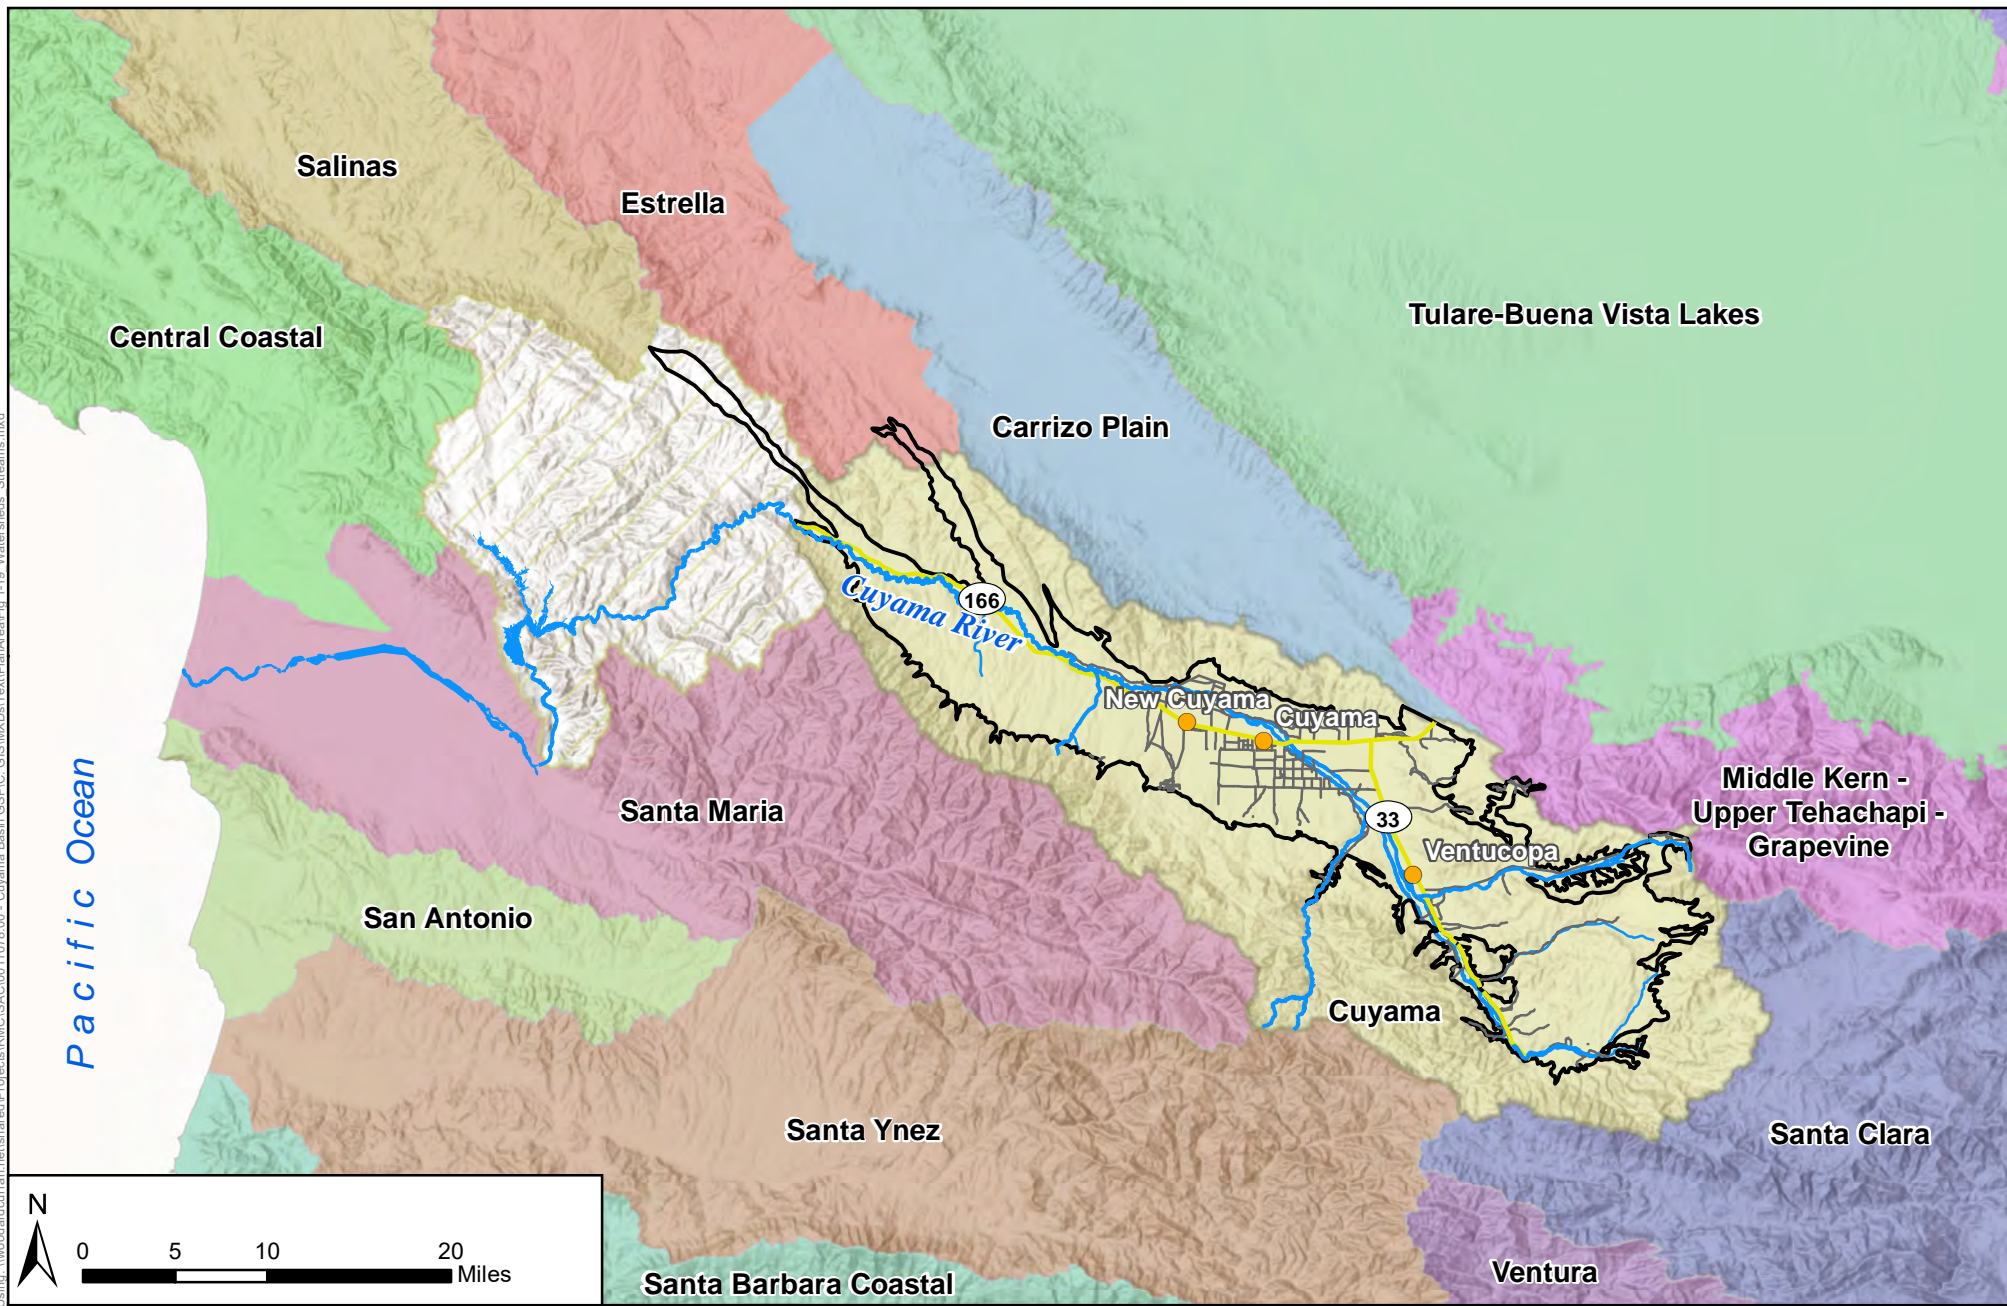 Salinas
Estrella
Central Coastal
Tulare-Buena Vista Lakes
Carrizo Plain
166
Cuyama River
New Cuyama
Cuyama
Santa Maria
33
Middle Kern -
Upper Tehachapi -
Grapevine
Ventucopa
Pacific Ocean
San Antonio
Cuyama
Santa Ynez
Santa Clara
N
0 5 10 20
Miles
Santa Barbara Coastal
Ventura